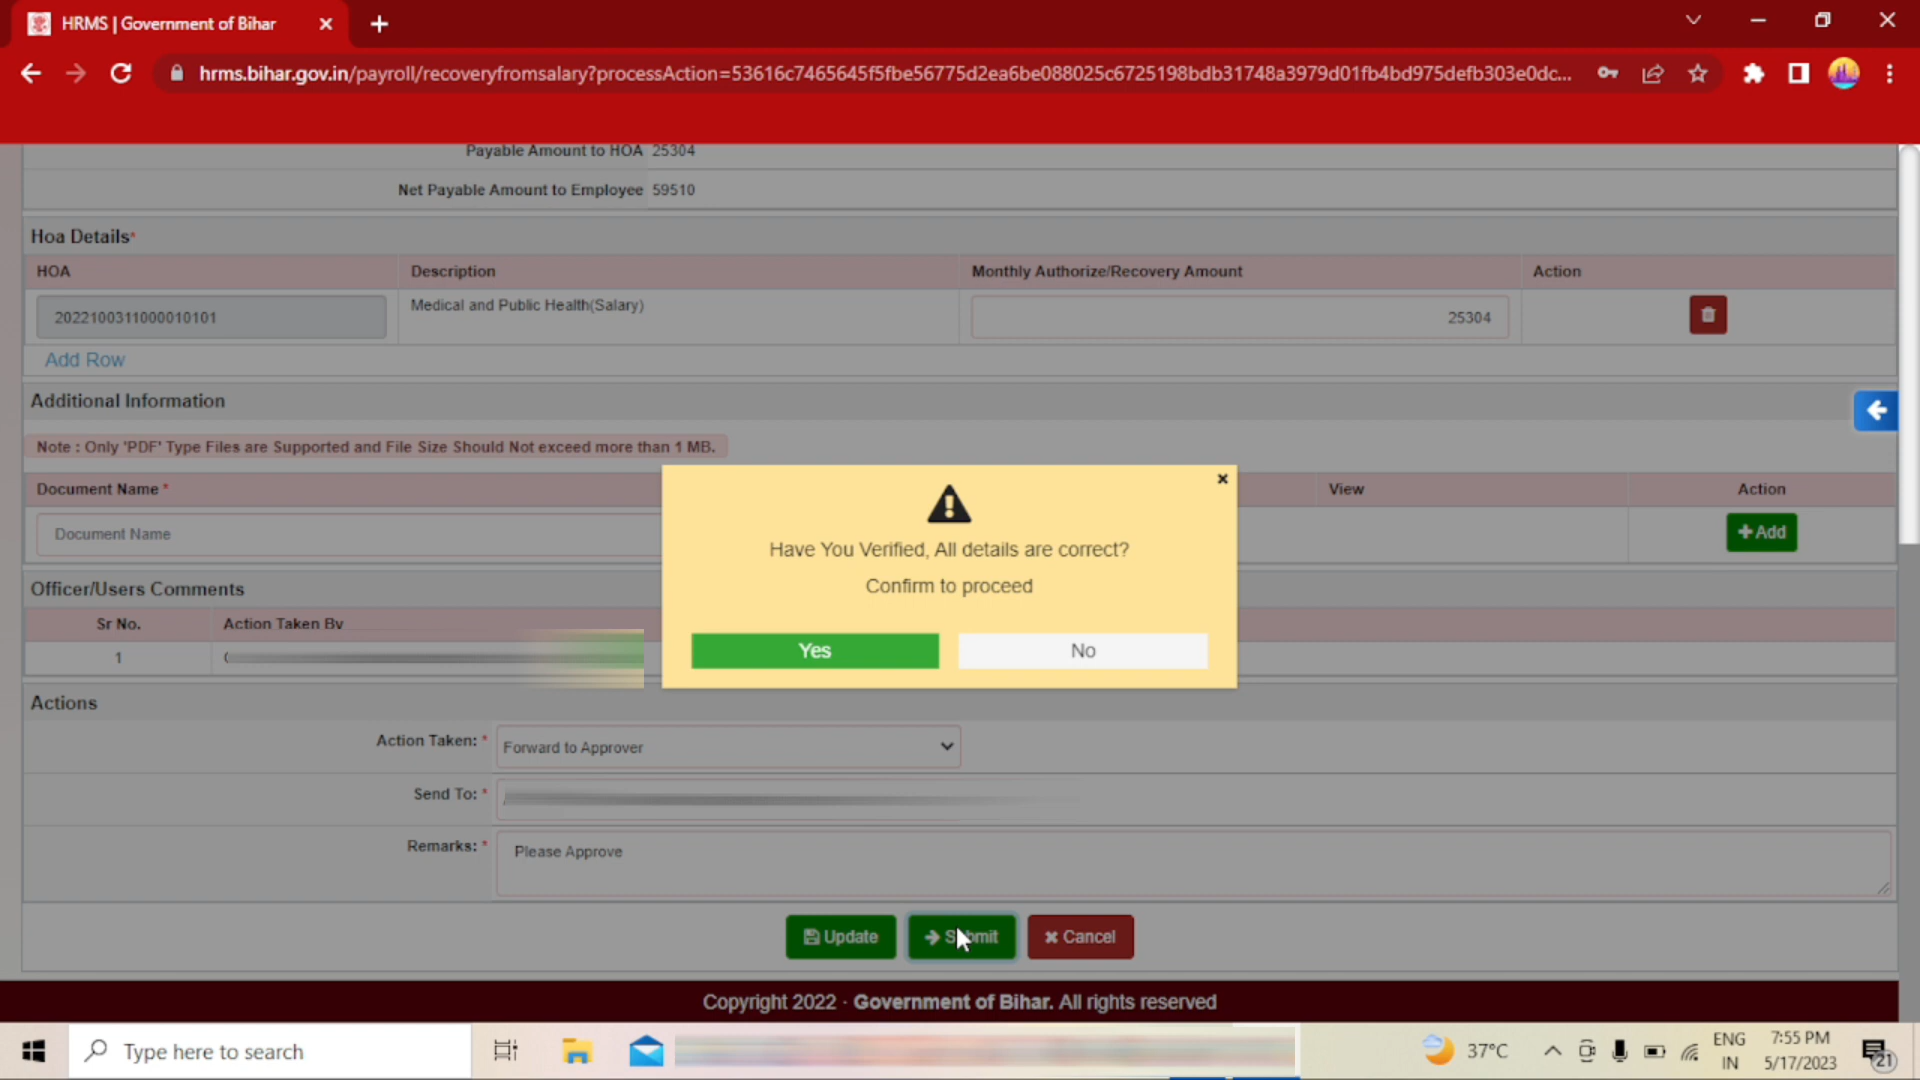 HRMS | Government of Bihar
hrms.bihar.gov.in/payroll/recoveryfromsalary?processAction=53616c7465645f5fbe56775d2ea6be088025c6725198bdb31748a3979d01fb4bd975defb303e0dc...
Payable Amount to HOA 25304
Net Payable Amount to Employee 59510
Hoa Details*
HOA Description Monthly Authorize/Recovery Amount Action
2022100311000010101 Medical and Public Health(Salary) 25304
Add Row
Additional Information
Note : Only 'PDF' Type Files are Supported and File Size Should Not exceed more than 1 MB.
Document Name * View Action
Document Name +Add
Have You Verified, All details are correct?
Confirm to proceed
Yes No
Officer/Users Comments
Sr No. Action Taken By
1
Actions
Action Taken: * Forward to Approver
Send To: *
Remarks: * Please Approve
Update Submit Cancel
Copyright 2022 · Government of Bihar. All rights reserved
Type here to search 37°C ENG IN 7:55 PM 5/17/2023 21